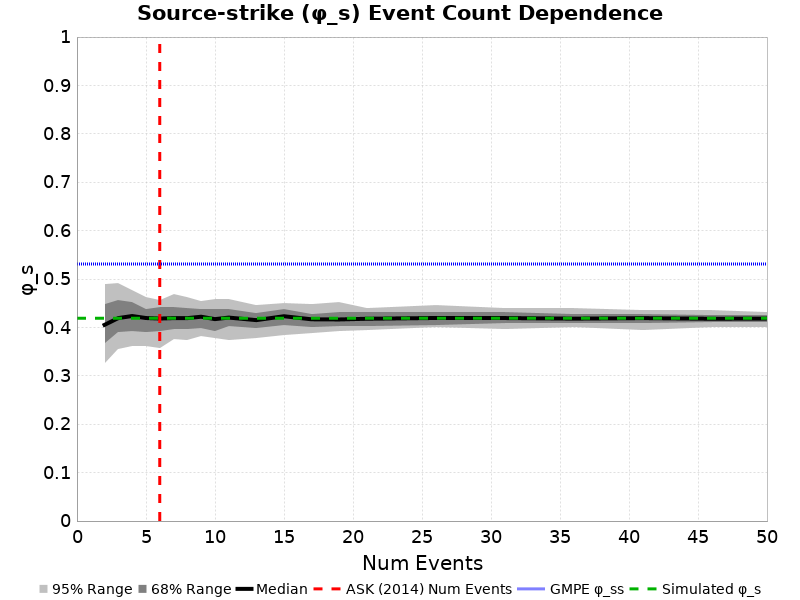 Source-strike (φ_s) Event Count Dependence
1
0.9
0.8
0.7
0.6
0.5
0.4
0.3
0.2
0.1
0
φ_s
0 5 10 15 20 25 30 35 40 45 50
Num Events
95% Range 68% Range Median ASK (2014) Num Events GMPE φ_ss Simulated φ_s